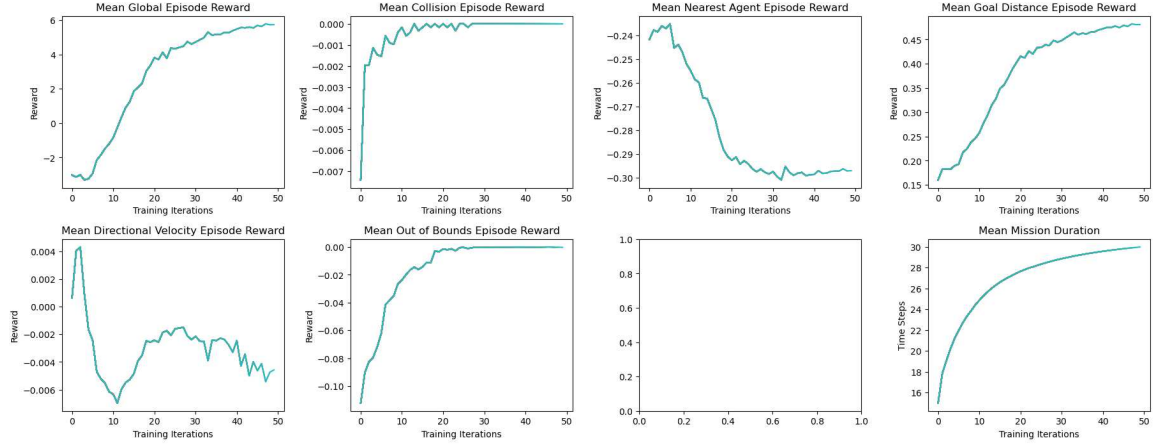 Mean Global Episode Reward
6
4
2
0
−2
Reward
0 10 20 30 40 50
Training Iterations
Mean Collision Episode Reward
0.000
−0.001
−0.002
−0.003
−0.004
−0.005
−0.006
−0.007
Reward
0 10 20 30 40 50
Training Iterations
Mean Nearest Agent Episode Reward
−0.24
−0.25
−0.26
−0.27
−0.28
−0.29
−0.30
Reward
0 10 20 30 40 50
Training Iterations
Mean Goal Distance Episode Reward
0.45
0.40
0.35
0.30
0.25
0.20
0.15
Reward
0 10 20 30 40 50
Training Iterations
Mean Directional Velocity Episode Reward
0.004
0.002
0.000
−0.002
−0.004
−0.006
Reward
0 10 20 30 40 50
Training Iterations
Mean Out of Bounds Episode Reward
0.00
−0.02
−0.04
−0.06
−0.08
−0.10
Reward
0 10 20 30 40 50
Training Iterations
1.0
0.8
0.6
0.4
0.2
0.0
0.0 0.2 0.4 0.6 0.8 1.0
Mean Mission Duration
30
28
26
24
22
20
18
16
Time Steps
0 10 20 30 40 50
Training Iterations